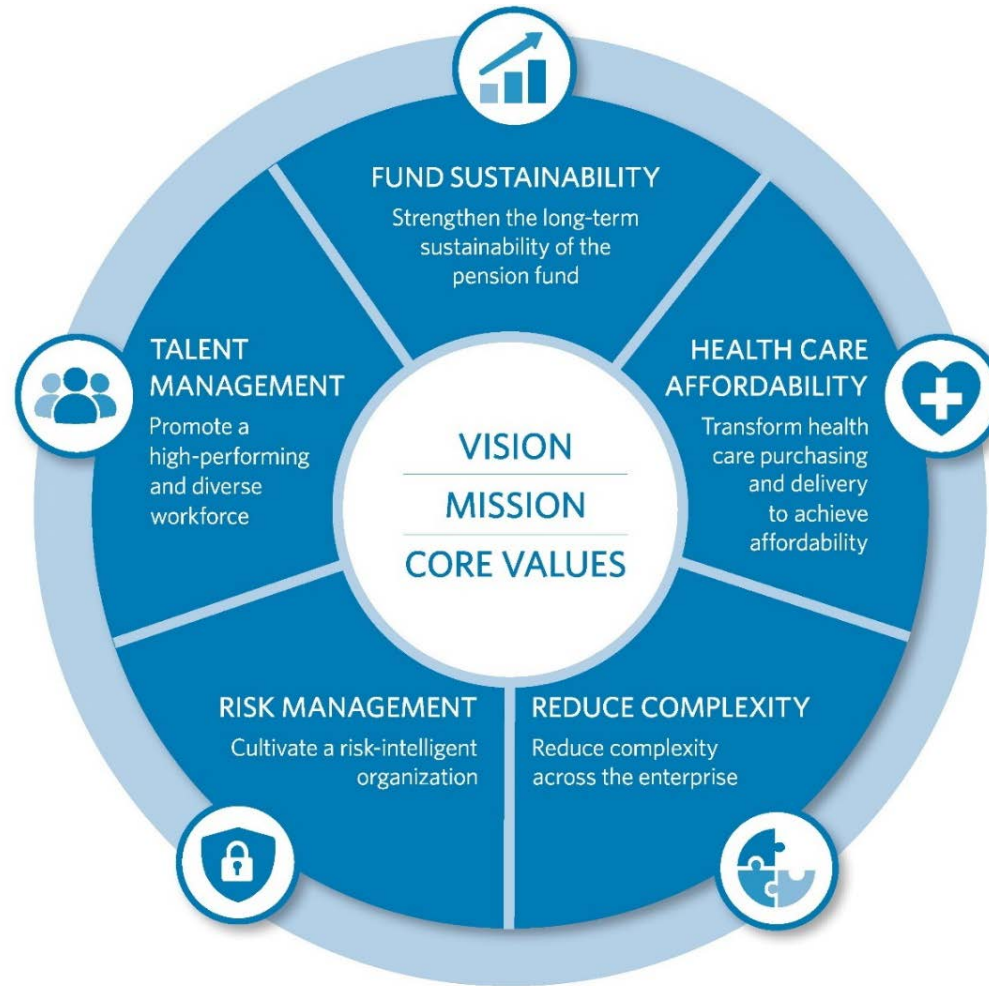 FUND SUSTAINABILITY
Strengthen the long-term
sustainability of the
pension fund
HEALTH CARE
AFFORDABILITY
Transform health
care purchasing
and delivery
to achieve
affordability
REDUCE COMPLEXITY
Reduce complexity
across the enterprise
RISK MANAGEMENT
Cultivate a risk-intelligent
organization
TALENT
MANAGEMENT
Promote a
high-performing
and diverse
workforce
VISION
MISSION
CORE VALUES